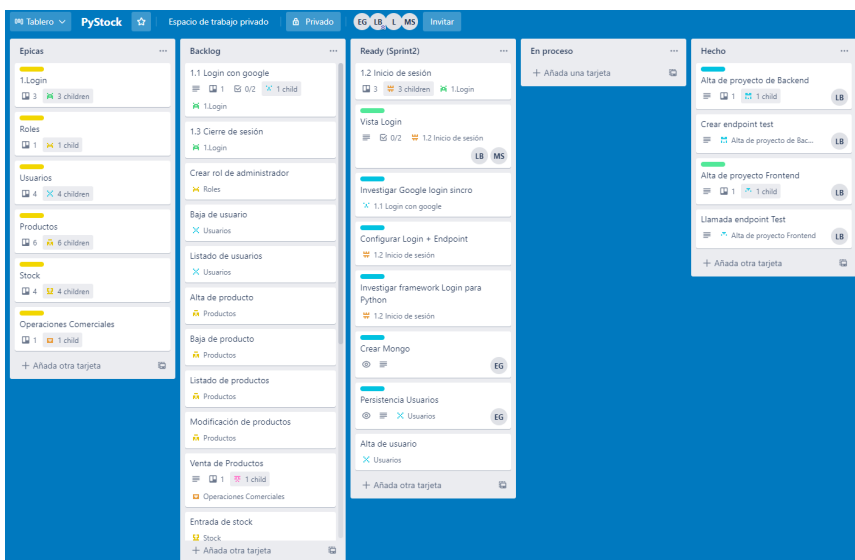 Tablero
PyStock
Espacio de trabajo privado
Privado
EG LB L MS
Invitar
Epicas
1.Login
3 3 children
Roles
1 1 child
Usuarios
4 4 children
Productos
6 6 children
Stock
4 4 children
Operaciones Comerciales
1 1 child
+ Añada otra tarjeta
Backlog
1.1 Login con google
1 0/2 1 child
1.Login
1.3 Cierre de sesión
1.Login
Crear rol de administrador
Roles
Baja de usuario
Usuarios
Listado de usuarios
Usuarios
Alta de producto
Productos
Baja de producto
Productos
Listado de productos
Productos
Modificación de productos
Productos
Venta de Productos
1 1 child
Operaciones Comerciales
Entrada de stock
Stock
+ Añada otra tarjeta
Ready (Sprint2)
1.2 Inicio de sesión
3 3 children 1.Login
Vista Login
0/2 1.2 Inicio de sesión
LB MS
Investigar Google login sincro
1.1 Login con google
Configurar Login + Endpoint
1.2 Inicio de sesión
Investigar framework Login para
Python
1.2 Inicio de sesión
Crear Mongo
EG
Persistencia Usuarios
Usuarios EG
Alta de usuario
Usuarios
+ Añada otra tarjeta
En proceso
+ Añada una tarjeta
Hecho
Alta de proyecto de Backend
1 1 child LB
Crear endpoint test
Alta de proyecto de Bac... LB
Alta de proyecto Frontend
1 1 child LB
Llamada endpoint Test
Alta de proyecto Frontend LB
+ Añada otra tarjeta